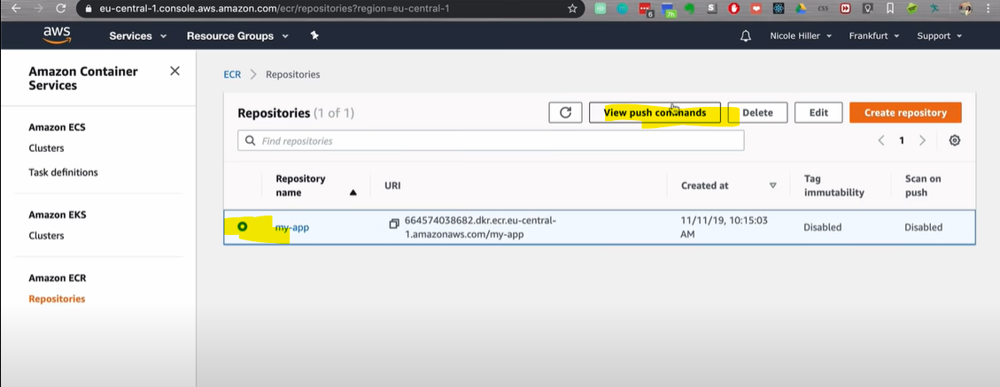 eu-central-1.console.aws.amazon.com/ecr/repositories?region=eu-central-1
6
7h
S
CSS
aws
Services
Resource Groups
Nicole Hiller
Frankfurt
Support
Amazon Container
Services
Amazon ECS
Clusters
Task definitions
Amazon EKS
Clusters
Amazon ECR
Repositories
ECR > Repositories
Repositories (1 of 1)
View push commands
Delete
Edit
Create repository
Find repositories
1
Repository
name
URI
Created at
Tag
immutability
Scan on
push
my-app
664574038682.dkr.ecr.eu-central-
1.amazonaws.com/my-app
11/11/19, 10:15:03
AM
Disabled
Disabled